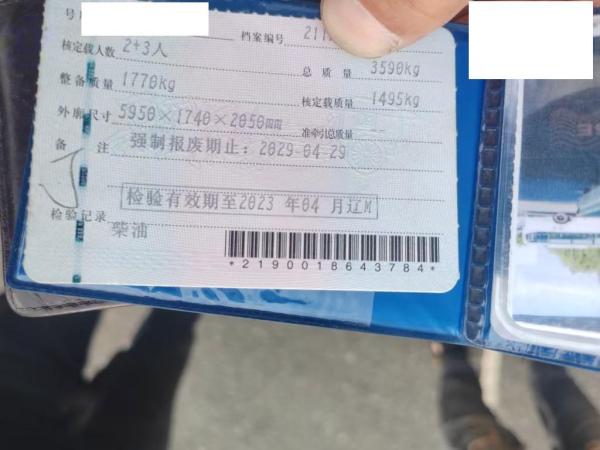 号
档案编号 211
核定载人数 2+3人
总质量 3590kg
整备质量 1770kg
核定载质量 1495kg
外廓尺寸 5950×1740×2050mm
准牵引总质量 --
备注 强制报废期止：2029-04-29
检验有效期至2023 年04 月辽M
检验记录
柴油
*2190018643784*